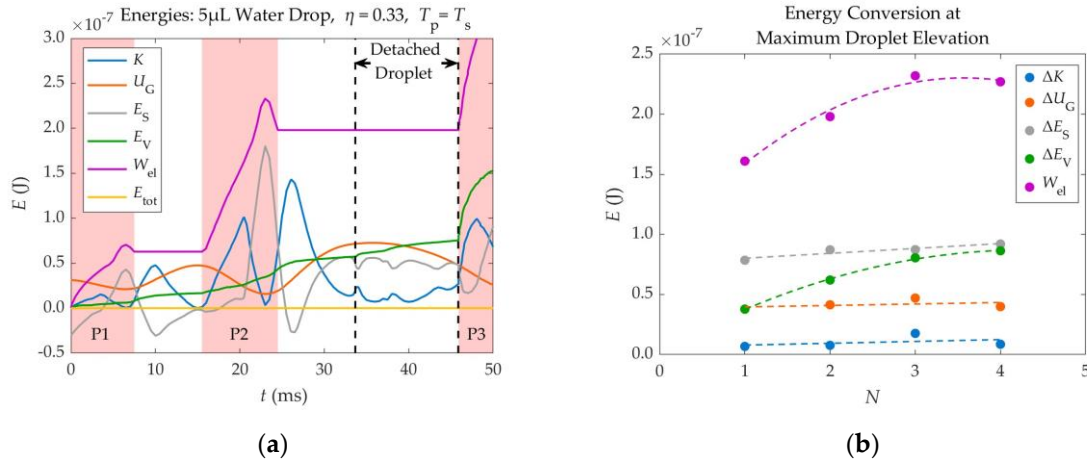 Energies: 5μL Water Drop, η = 0.33, T_p = T_s
×10⁻⁷
3.0
2.5
2.0
1.5
1.0
0.5
0.0
-0.5
E (J)
K
U_G
E_S
E_V
W_el
E_tot
Detached
Droplet
P1
P2
P3
0
10
20
30
40
50
t (ms)
(a)
Energy Conversion at
Maximum Droplet Elevation
×10⁻⁷
2.5
2.0
1.5
1.0
0.5
0.0
E (J)
ΔK
ΔU_G
ΔE_S
ΔE_V
W_el
0
1
2
3
4
5
N
(b)